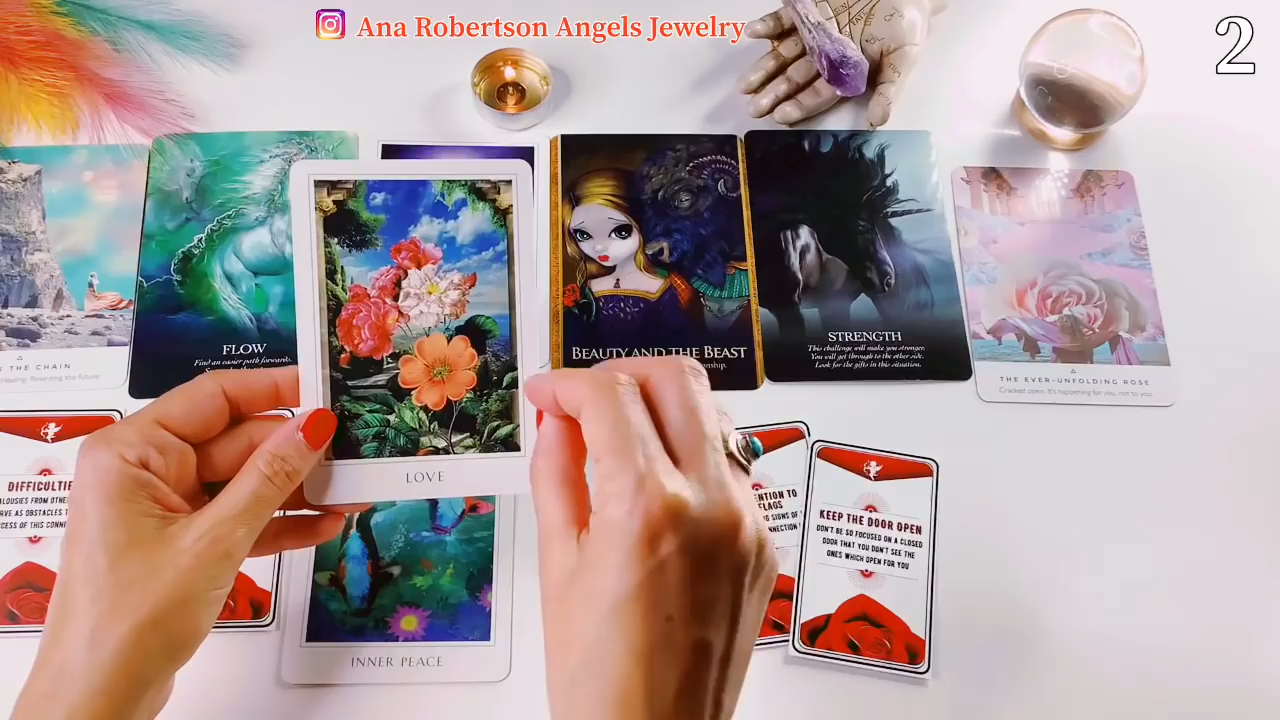 Ana Robertson Angels Jewelry
2
THE CHAIN
Healing: Reventing the future.
FLOW
Find an easier path forwards.
LOVE
BEAUTY AND THE BEAST
STRENGTH
This challenge will make you stronger.
You will get through to the other side.
Look for the gifts in this situation.
THE EVER-UNFOLDING ROSE
Cracked open. It's happening for you, not to you.
DIFFICULTIE
ALOUSIES FROM OTHE
RVE AS OBSTACLES T
CESS OF THIS CONNE
INNER PEACE
ENTION TO
FLAGS
NG SIGNS OF
CONNECTION
KEEP THE DOOR OPEN
DON'T BE SO FOCUSED ON A CLOSED
DOOR THAT YOU DON'T SEE THE
ONES WHICH OPEN FOR YOU